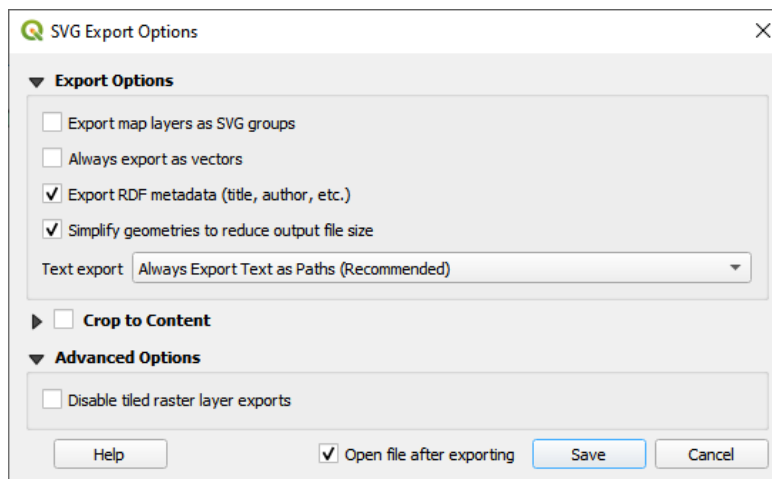 SVG Export Options
Export Options
Export map layers as SVG groups
Always export as vectors
Export RDF metadata (title, author, etc.)
Simplify geometries to reduce output file size
Text export Always Export Text as Paths (Recommended)
Crop to Content
Advanced Options
Disable tiled raster layer exports
Help Open file after exporting Save Cancel